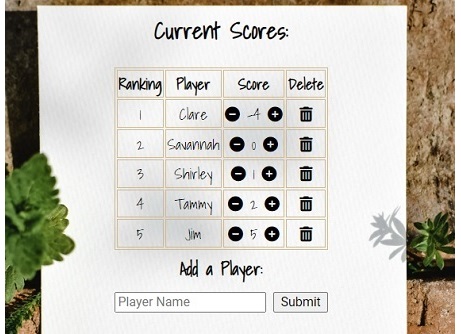 Current Scores:
Ranking Player Score Delete
1 Clare -4
2 Savannah 0
3 Shirley 1
4 Tammy 2
5 Jim 5
Add a Player:
Player Name Submit